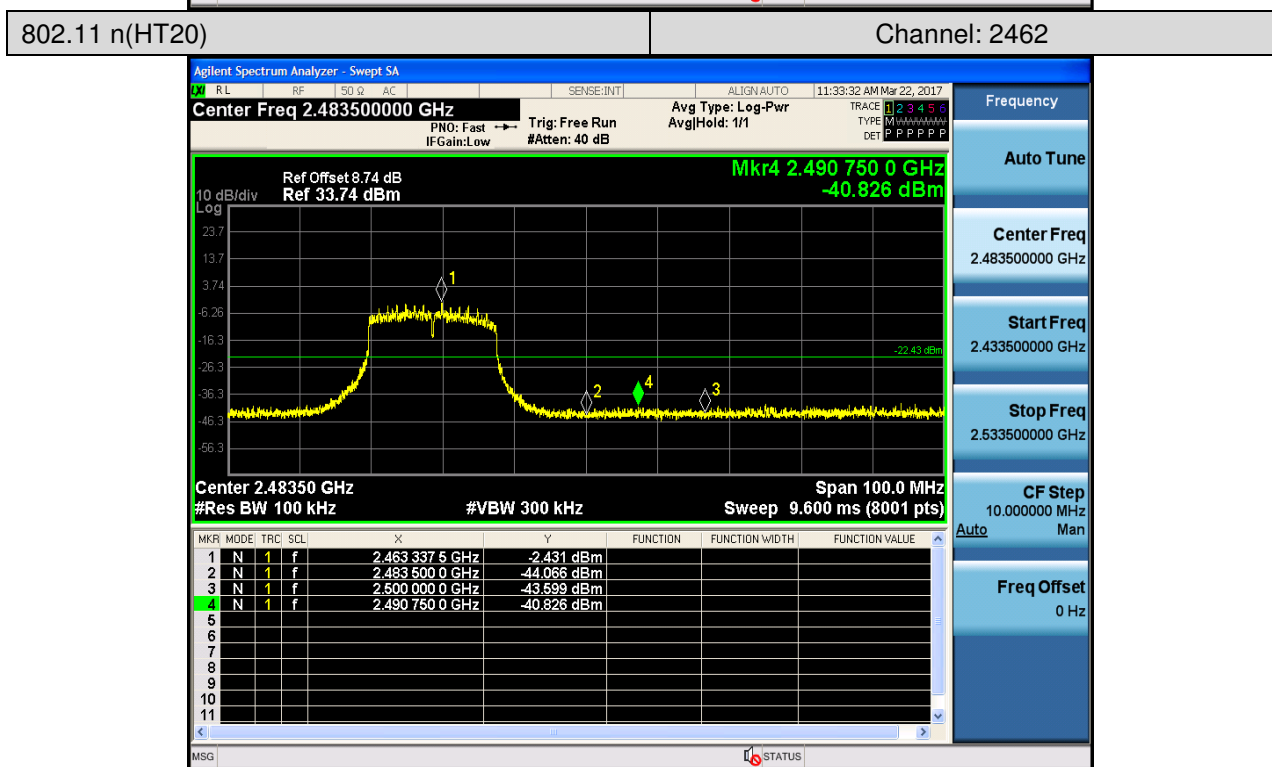 802.11 n(HT20) Channel: 2462
Agilent Spectrum Analyzer - Swept SA
LXI RL RF 50 Ω AC SENSE:INT ALIGN AUTO 11:33:32 AM Mar 22, 2017
Center Freq 2.483500000 GHz
PNO: Fast
IFGain:Low
Trig: Free Run
#Atten: 40 dB
Avg Type: Log-Pwr
Avg|Hold: 1/1
TRACE 1 2 3 4 5 6
TYPE M
DET P P P P P P
Mkr4 2.490 750 0 GHz
-40.826 dBm
Ref Offset 8.74 dB
10 dB/div Ref 33.74 dBm
Log
23.7
13.7
3.74
-6.26
-16.3
-26.3
-36.3
-46.3
-56.3
1
2
4
3
-22.43 dBm
Center 2.48350 GHz Span 100.0 MHz
#Res BW 100 kHz #VBW 300 kHz Sweep 9.600 ms (8001 pts)
MKR MODE TRC SCL X Y FUNCTION FUNCTION WIDTH FUNCTION VALUE
1 N 1 f 2.463 337 5 GHz -2.431 dBm
2 N 1 f 2.483 500 0 GHz -44.066 dBm
3 N 1 f 2.500 000 0 GHz -43.599 dBm
4 N 1 f 2.490 750 0 GHz -40.826 dBm
5
6
7
8
9
10
11
MSG STATUS
Frequency
Auto Tune
Center Freq
2.483500000 GHz
Start Freq
2.433500000 GHz
Stop Freq
2.533500000 GHz
CF Step
10.000000 MHz
Auto Man
Freq Offset
0 Hz